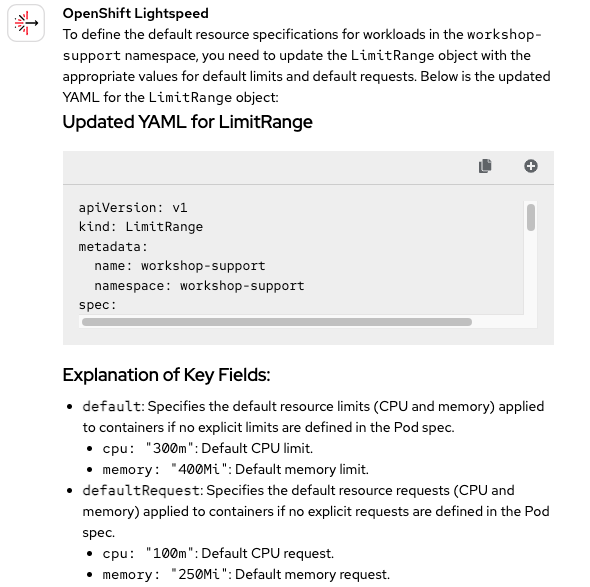 OpenShift Lightspeed
To define the default resource specifications for workloads in the workshop-
support namespace, you need to update the LimitRange object with the
appropriate values for default limits and default requests. Below is the updated
YAML for the LimitRange object:
Updated YAML for LimitRange
apiVersion: v1
kind: LimitRange
metadata:
  name: workshop-support
  namespace: workshop-support
spec:
Explanation of Key Fields:
• default: Specifies the default resource limits (CPU and memory) applied
to containers if no explicit limits are defined in the Pod spec.
• cpu: "300m": Default CPU limit.
• memory: "400Mi": Default memory limit.
• defaultRequest: Specifies the default resource requests (CPU and
memory) applied to containers if no explicit requests are defined in the Pod
spec.
• cpu: "100m": Default CPU request.
• memory: "250Mi": Default memory request.